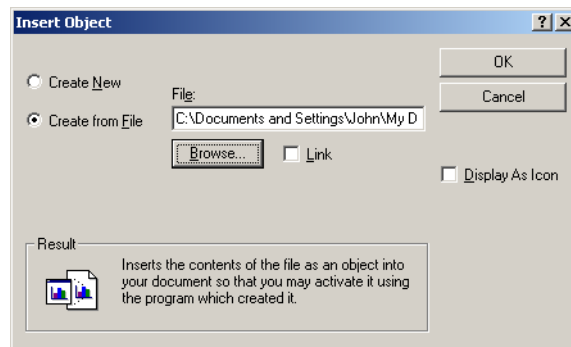 Insert Object
OK
Create New
File:
Cancel
Create from File
C:\Documents and Settings\John\My D
Browse...
Link
Display As Icon
Result
Inserts the contents of the file as an object into
your document so that you may activate it using
the program which created it.